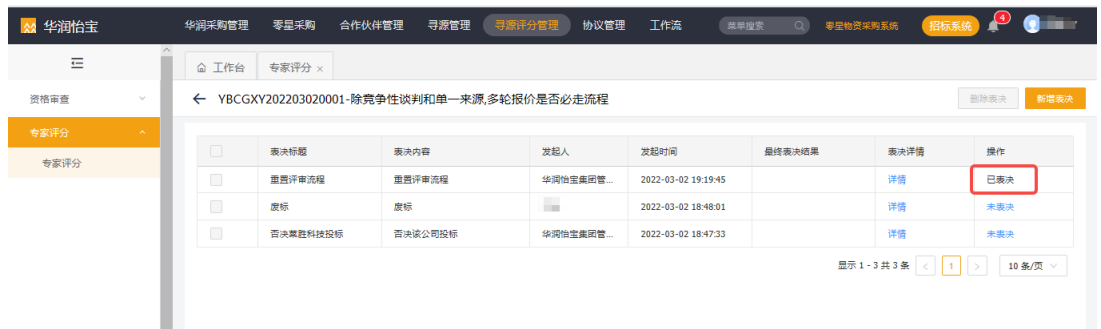 华润怡宝 华润采购管理 零星采购 合作伙伴管理 寻源管理 寻源评分管理 协议管理 工作流 菜单搜索 零星物资采购系统 招标系统 4
工作台 专家评分 ×
资格审查
← YBCGXY202203020001-除竞争性谈判和单一来源,多轮报价是否必走流程 删除表决 新增表决
专家评分
专家评分
表决标题 表决内容 发起人 发起时间 最终表决结果 表决详情 操作
重置评审流程 重置评审流程 华润怡宝集团管... 2022-03-02 19:19:45 详情 已表决
废标 废标 2022-03-02 18:48:01 详情 未表决
否决莱胜科技投标 否决该公司投标 华润怡宝集团管... 2022-03-02 18:47:33 详情 未表决
显示 1 - 3 共 3 条 < 1 > 10 条/页